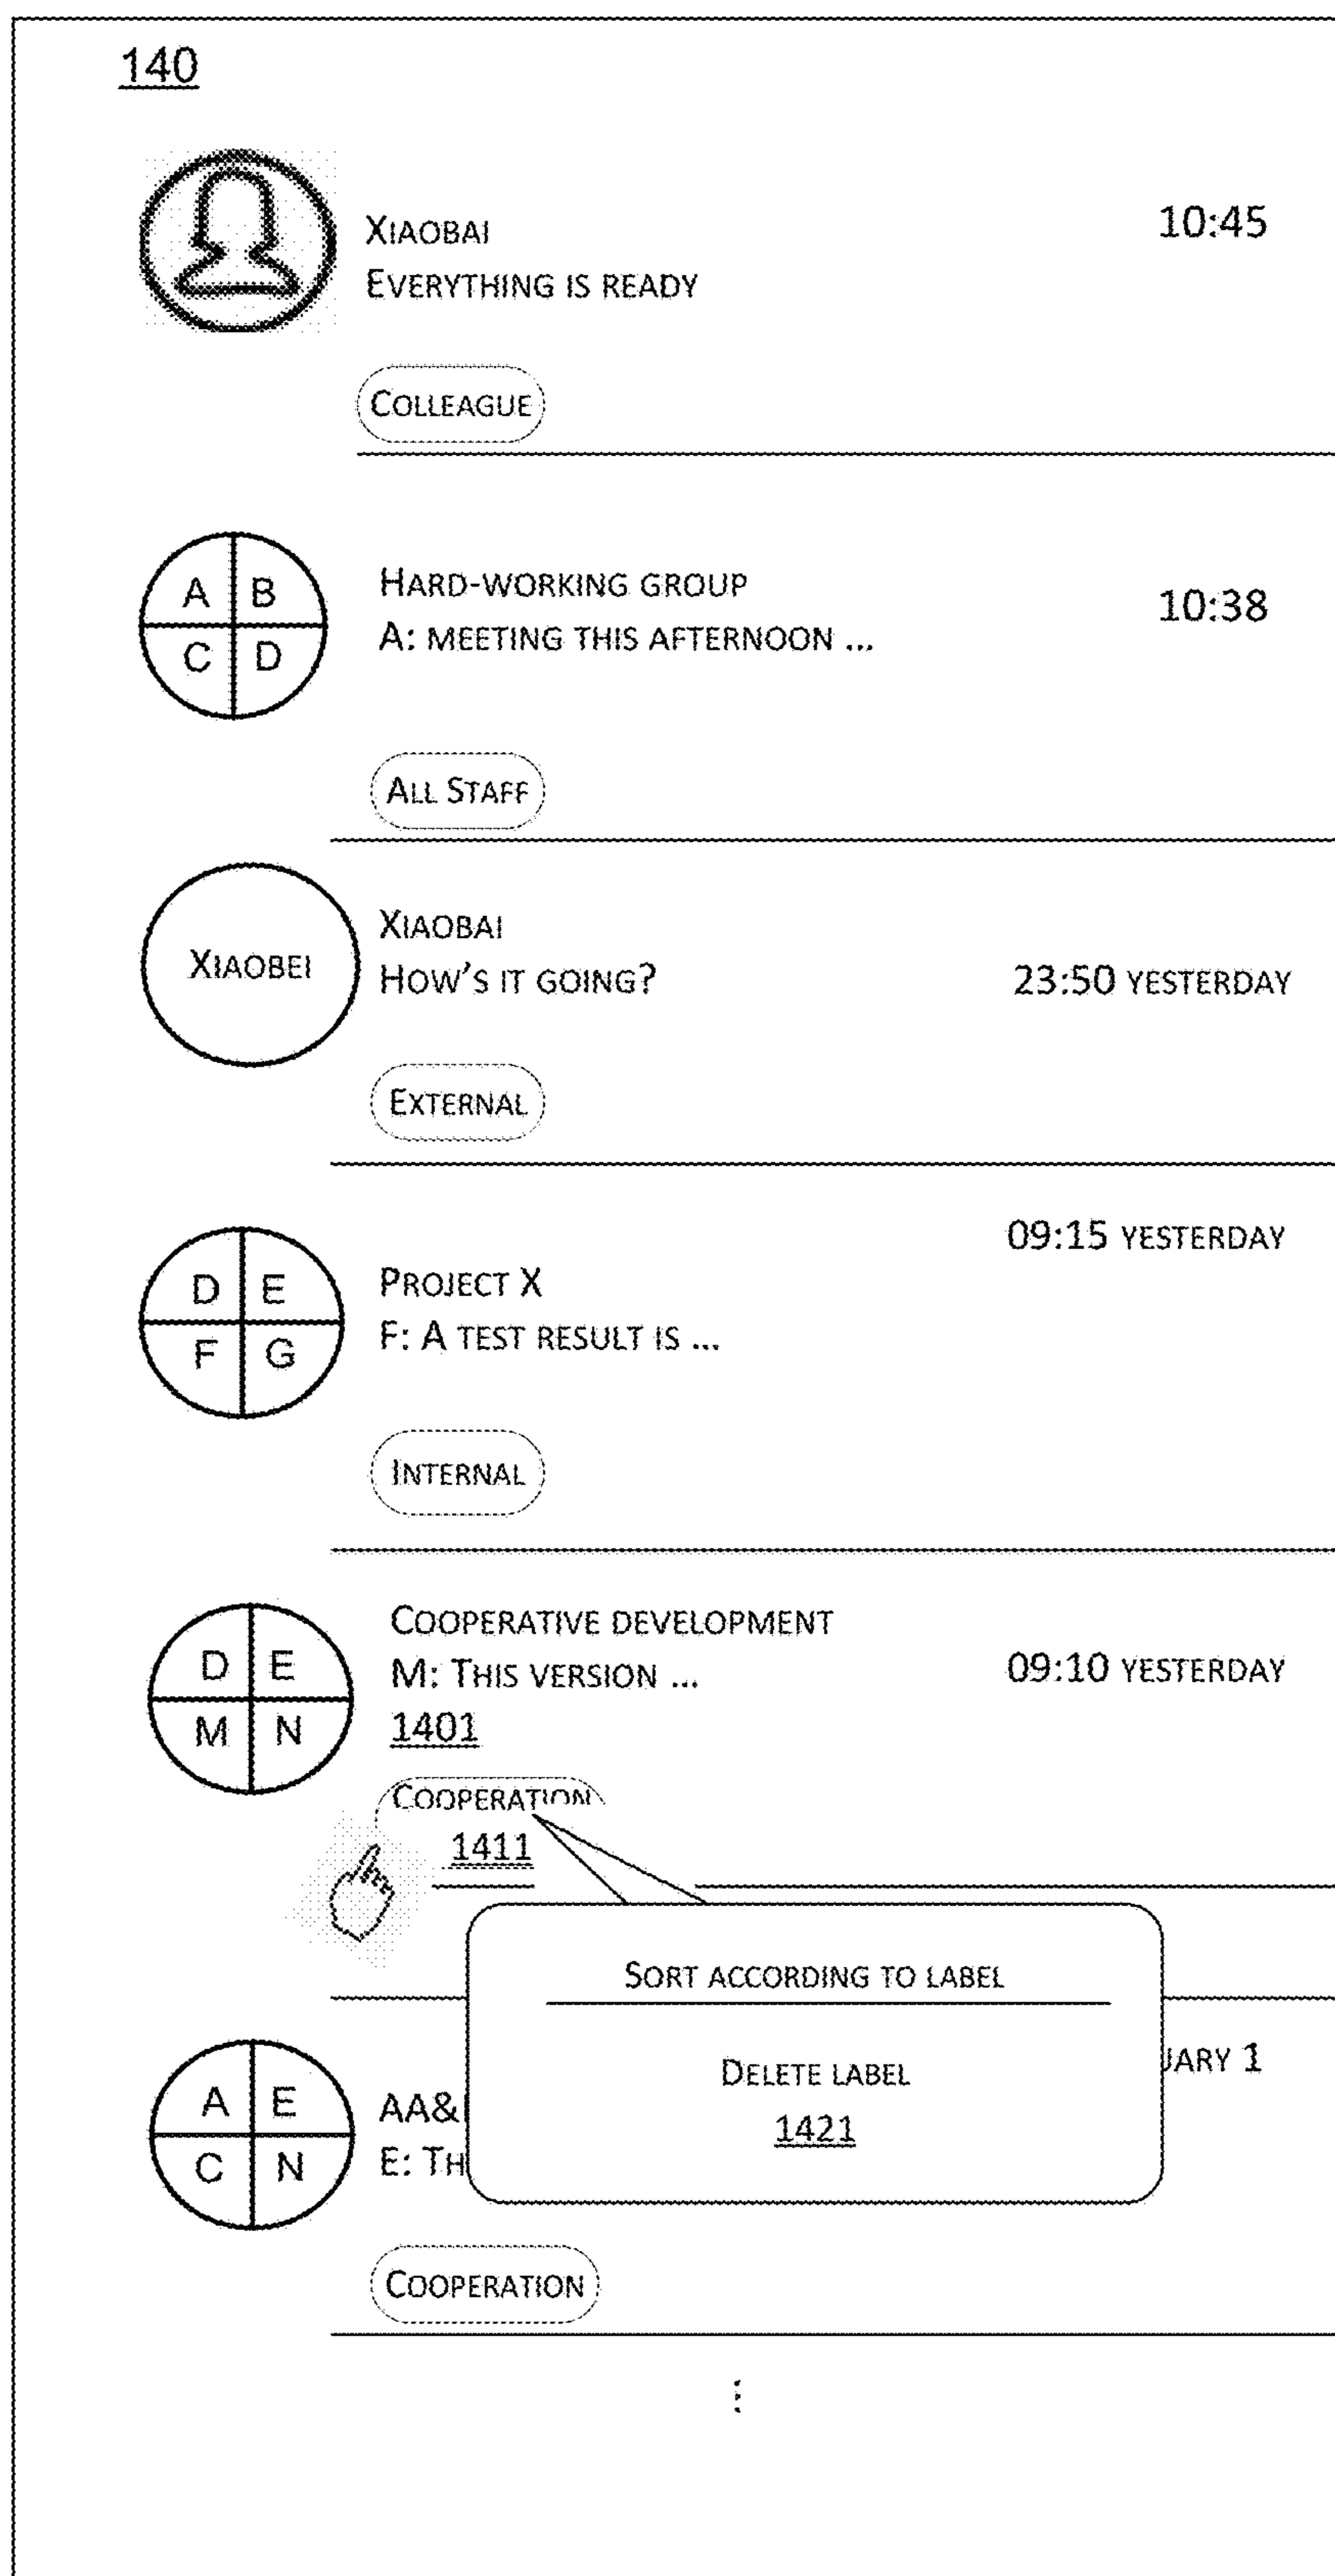 140
XIAOBAI
10:45
EVERYTHING IS READY
COLLEAGUE
A B
C D
HARD-WORKING GROUP
10:38
A: MEETING THIS AFTERNOON ...
ALL STAFF
XIAOBEI
XIAOBAI
HOW'S IT GOING?
23:50 YESTERDAY
EXTERNAL
09:15 YESTERDAY
D E
F G
PROJECT X
F: A TEST RESULT IS ...
INTERNAL
D E
M N
COOPERATIVE DEVELOPMENT
M: THIS VERSION ...
09:10 YESTERDAY
1401
COOPERATION
1411
SORT ACCORDING TO LABEL
DELETE LABEL
1421
UARY 1
A E
C N
AA&
E: TH
COOPERATION
⋮